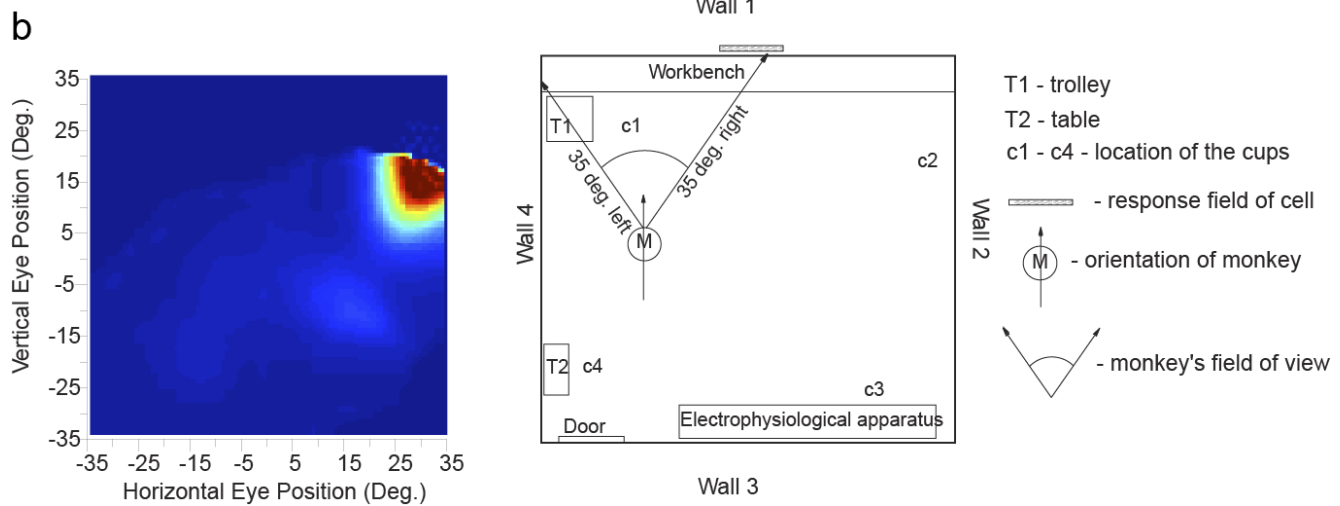 b
Vertical Eye Position (Deg.)
35
25
15
5
-5
-15
-25
-35
-35 -25 -15 -5 5 15 25 35
Horizontal Eye Position (Deg.)
Wall 1
Workbench
T1
c1
c2
35 deg. left
35 deg. right
M
Wall 4
Wall 2
T2
c4
c3
Door
Electrophysiological apparatus
Wall 3
T1 - trolley
T2 - table
c1 - c4 - location of the cups
- response field of cell
M - orientation of monkey
- monkey's field of view